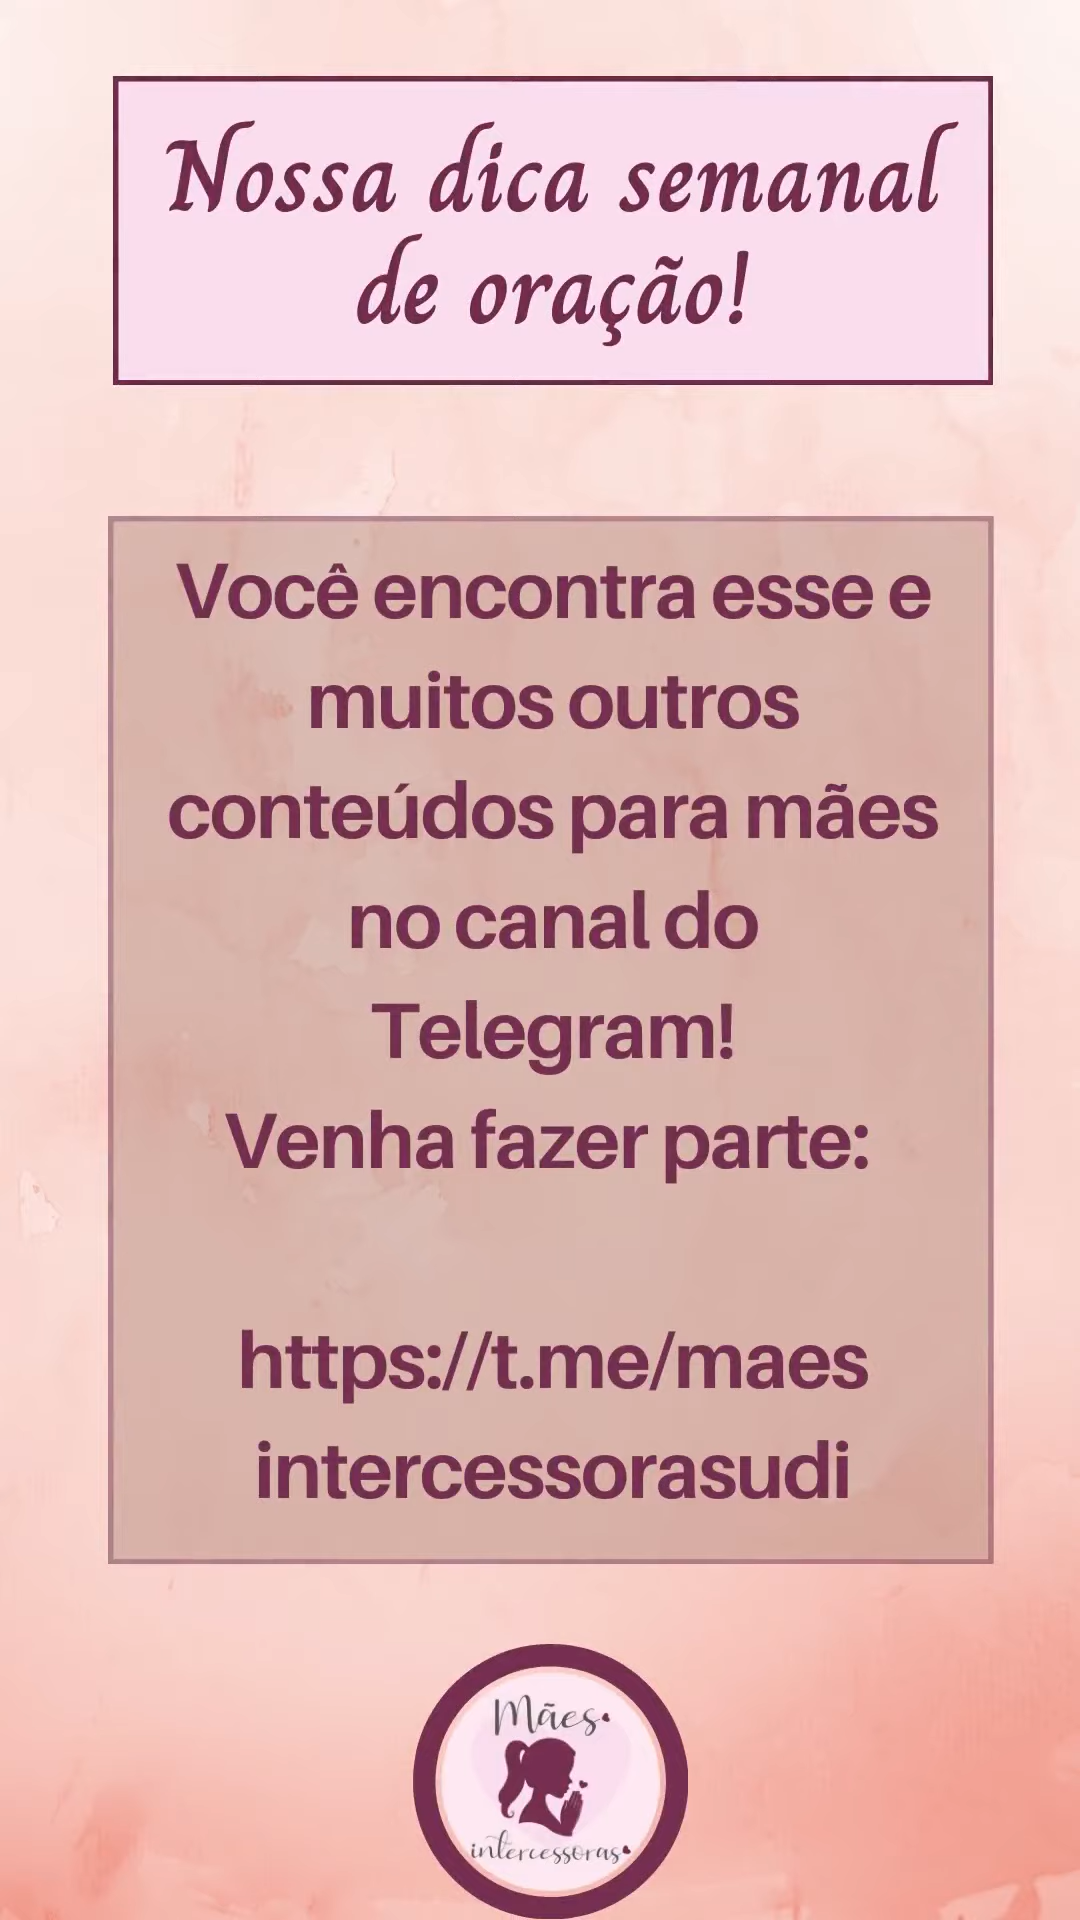 Nossa dica semanal
de oração!
Você encontra esse e
muitos outros
conteúdos para mães
no canal do
Telegram!
Venha fazer parte:
https://t.me/maes
intercessorasudi
Mães
intercessoras